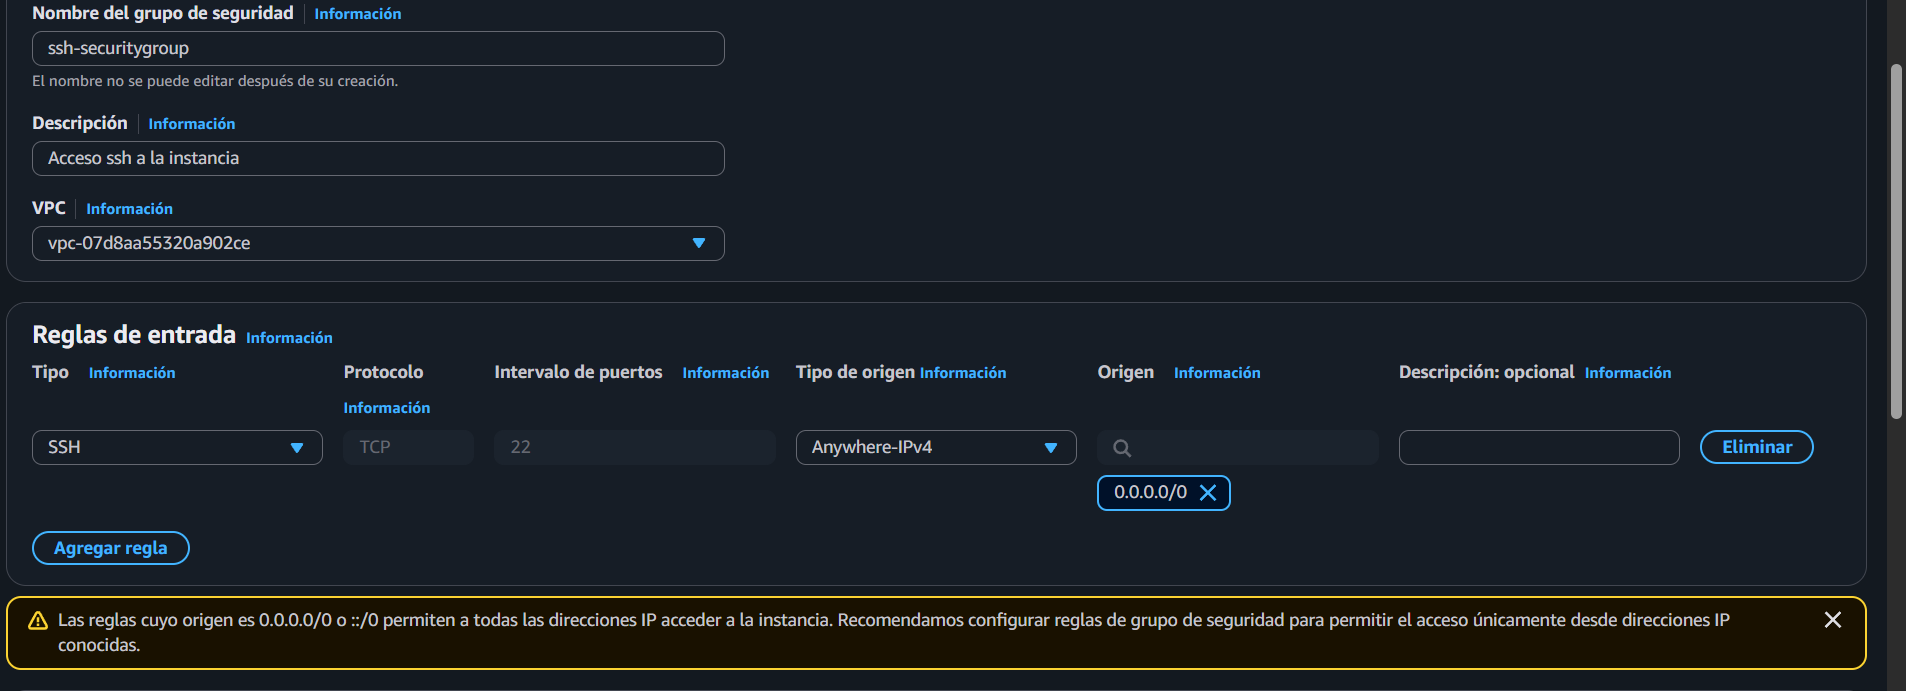 Nombre del grupo de seguridad Información
ssh-securitygroup
El nombre no se puede editar después de su creación.
Descripción Información
Acceso ssh a la instancia
VPC Información
vpc-07d8aa55320a902ce
Reglas de entrada Información
Tipo Información Protocolo Información Intervalo de puertos Información Tipo de origen Información Origen Información Descripción: opcional Información
SSH TCP 22 Anywhere-IPv4 Eliminar
0.0.0.0/0
Agregar regla
Las reglas cuyo origen es 0.0.0.0/0 o ::/0 permiten a todas las direcciones IP acceder a la instancia. Recomendamos configurar reglas de grupo de seguridad para permitir el acceso únicamente desde direcciones IP
conocidas.